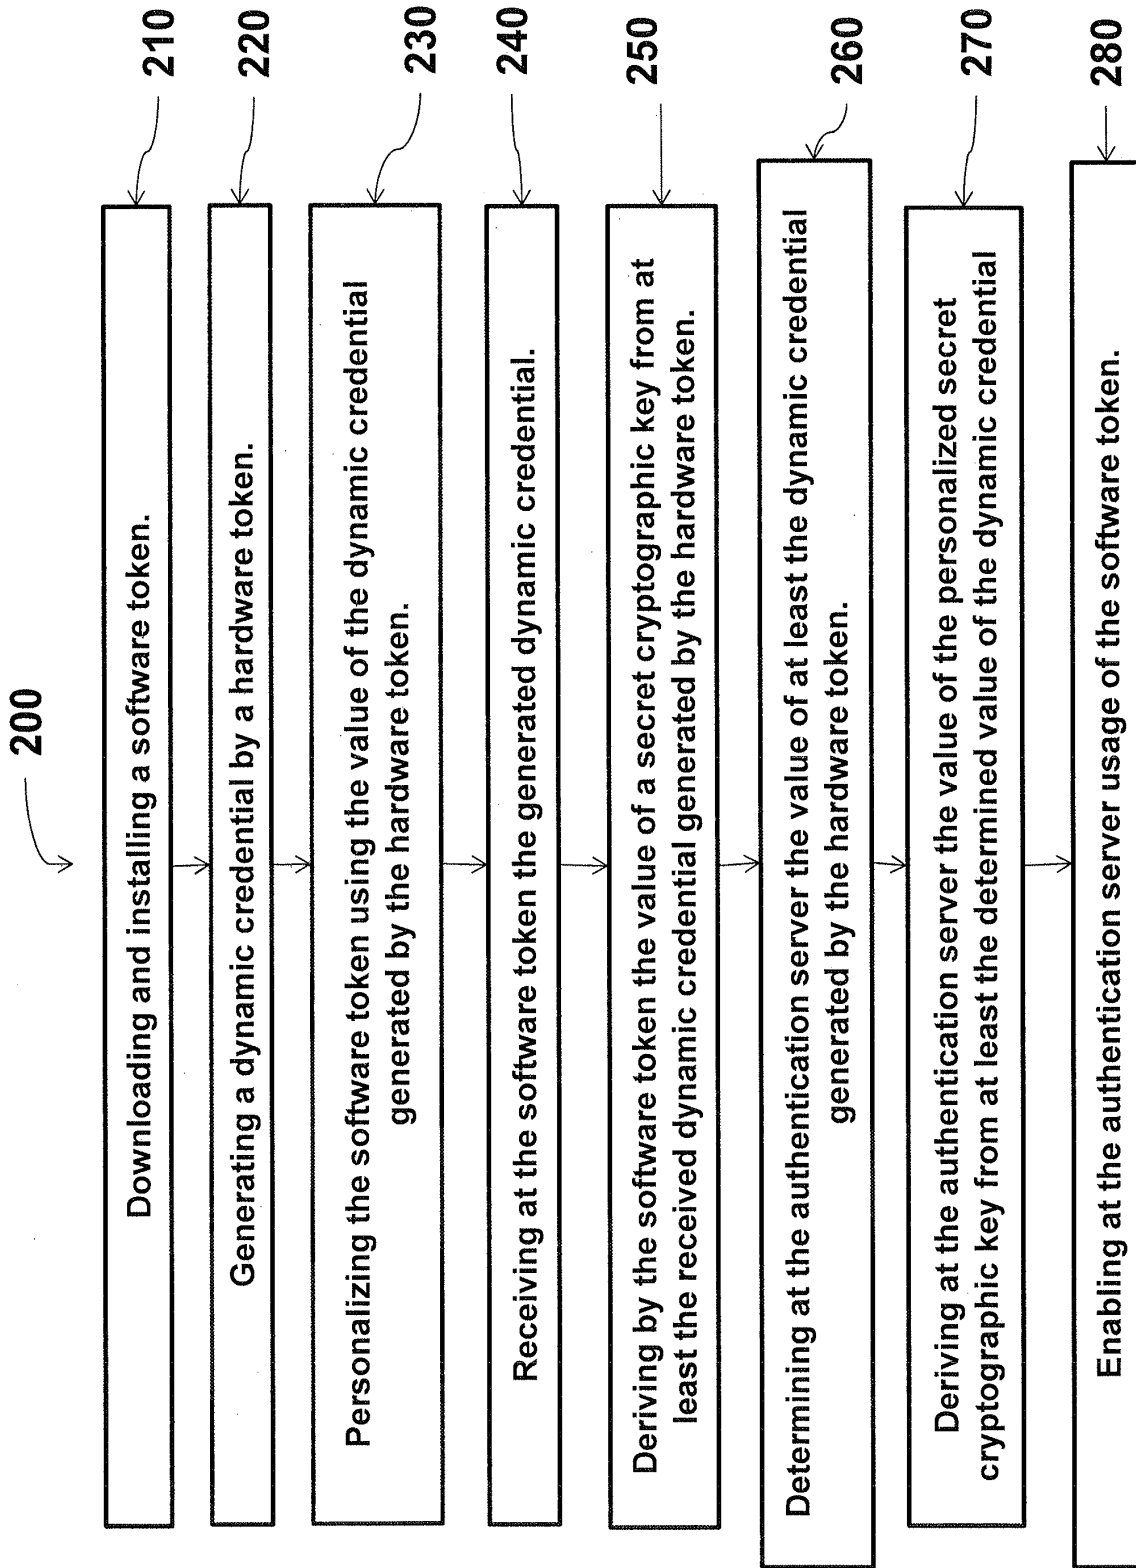 200
Downloading and installing a software token.
210
Generating a dynamic credential by a hardware token.
220
Personalizing the software token using the value of the dynamic credential
generated by the hardware token.
230
Receiving at the software token the generated dynamic credential.
240
Deriving by the software token the value of a secret cryptographic key from at
least the received dynamic credential generated by the hardware token.
250
Determining at the authentication server the value of at least the dynamic credential
generated by the hardware token.
260
Deriving at the authentication server the value of the personalized secret
cryptographic key from at least the determined value of the dynamic credential
270
Enabling at the authentication server usage of the software token.
280